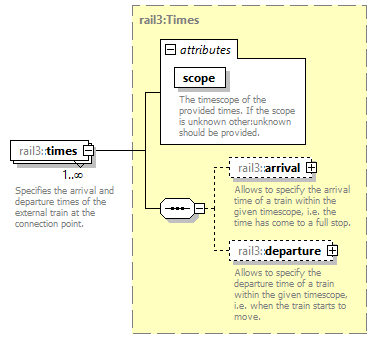 rail3:Times
attributes
scope
The timescope of the
provided times. If the scope
is unknown other:unknown
should be provided.
rail3::times
1..∞
Specifies the arrival and
departure times of the
external train at the
connection point.
rail3::arrival
Allows to specify the arrival
time of a train within the
given timescope, i.e. the
time has to come to a full stop.
rail3::departure
Allows to specify the
departure time of a train
within the given timescope,
i.e. when the train starts to
move.